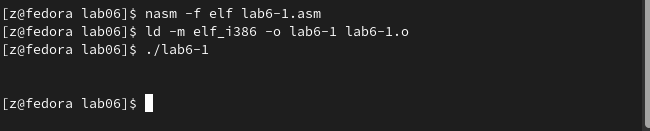 [z@fedora lab06]$ nasm -f elf lab6-1.asm
[z@fedora lab06]$ ld -m elf_i386 -o lab6-1 lab6-1.o
[z@fedora lab06]$ ./lab6-1
[z@fedora lab06]$